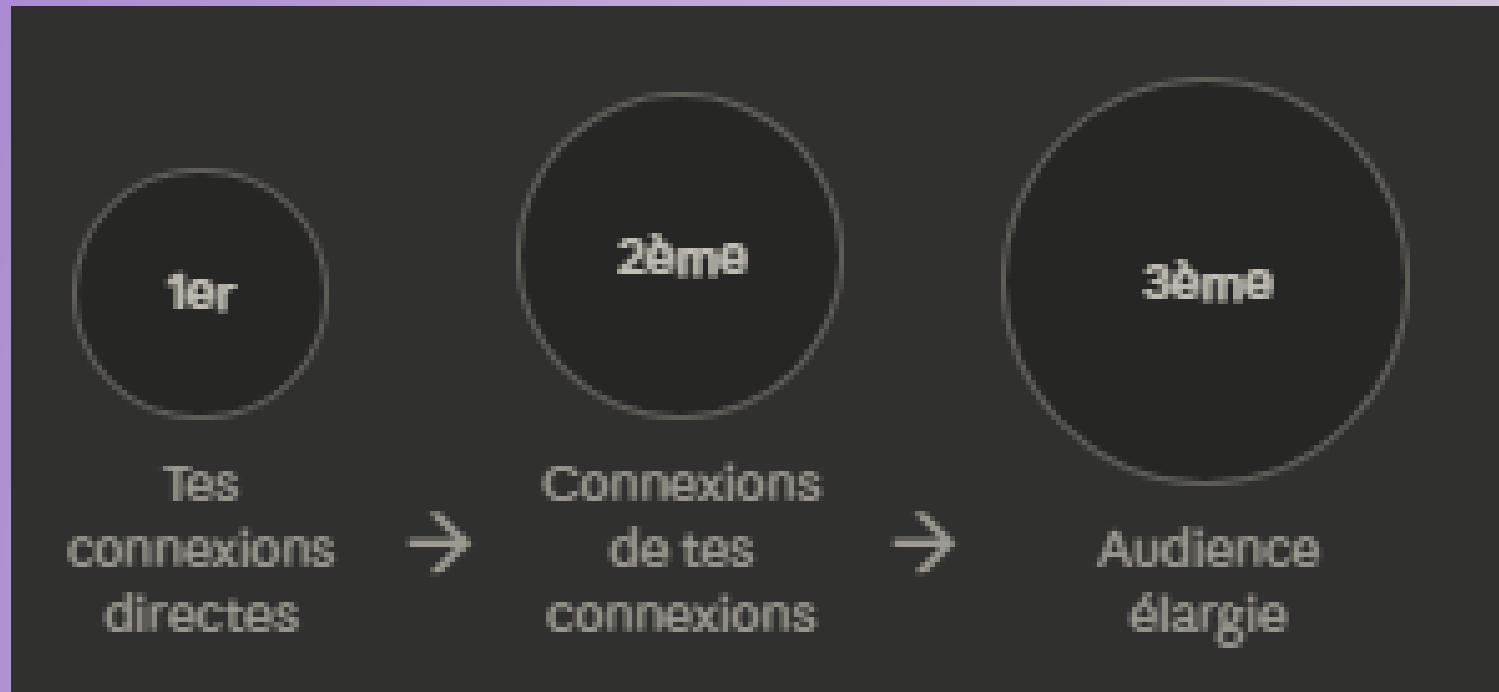 1er
2ème
3ème
Tes
connexions
directes
→
Connexions
de tes
connexions
→
Audience
élargie